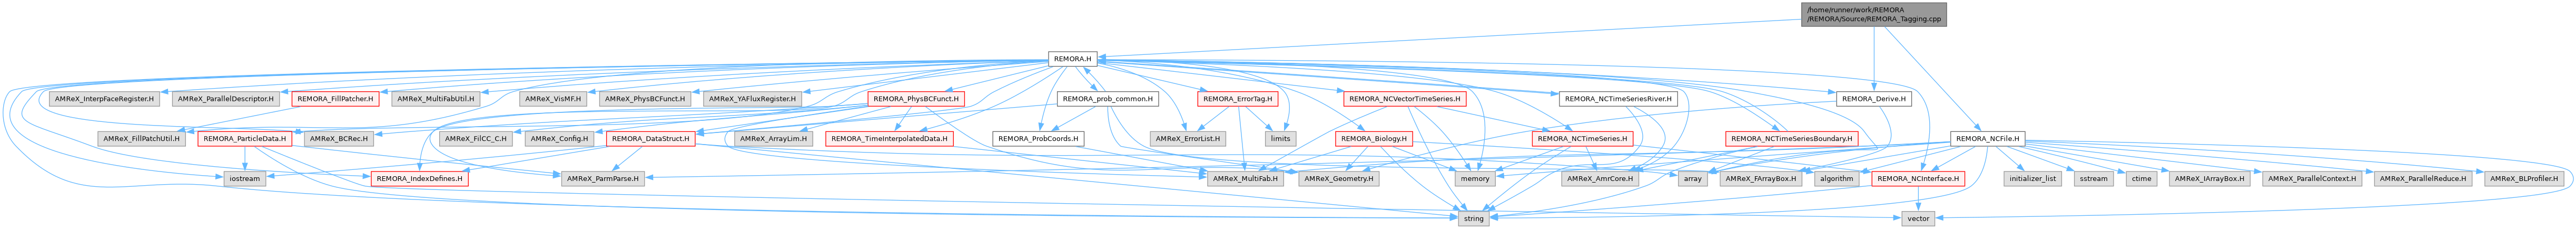 /home/runner/work/REMORA
/REMORA/Source/REMORA_Tagging.cpp
REMORA.H
AMReX_InterpFaceRegister.H
AMReX_ParallelDescriptor.H
REMORA_FillPatcher.H
AMReX_MultiFabUtil.H
AMReX_VisMF.H
AMReX_PhysBCFunct.H
AMReX_YAFluxRegister.H
REMORA_PhysBCFunct.H
REMORA_prob_common.H
REMORA_ErrorTag.H
REMORA_NCVectorTimeSeries.H
REMORA_NCTimeSeriesRiver.H
REMORA_Derive.H
AMReX_FillPatchUtil.H
REMORA_ParticleData.H
AMReX_BCRec.H
AMReX_FilCC_C.H
AMReX_Config.H
REMORA_DataStruct.H
AMReX_ArrayLim.H
REMORA_TimeInterpolatedData.H
REMORA_ProbCoords.H
AMReX_ErrorList.H
limits
REMORA_Biology.H
REMORA_NCTimeSeries.H
REMORA_NCTimeSeriesBoundary.H
REMORA_NCFile.H
iostream
REMORA_IndexDefines.H
AMReX_ParmParse.H
AMReX_MultiFab.H
AMReX_Geometry.H
memory
AMReX_AmrCore.H
array
AMReX_FArrayBox.H
algorithm
REMORA_NCInterface.H
initializer_list
sstream
ctime
AMReX_IArrayBox.H
AMReX_ParallelContext.H
AMReX_ParallelReduce.H
AMReX_BLProfiler.H
string
vector